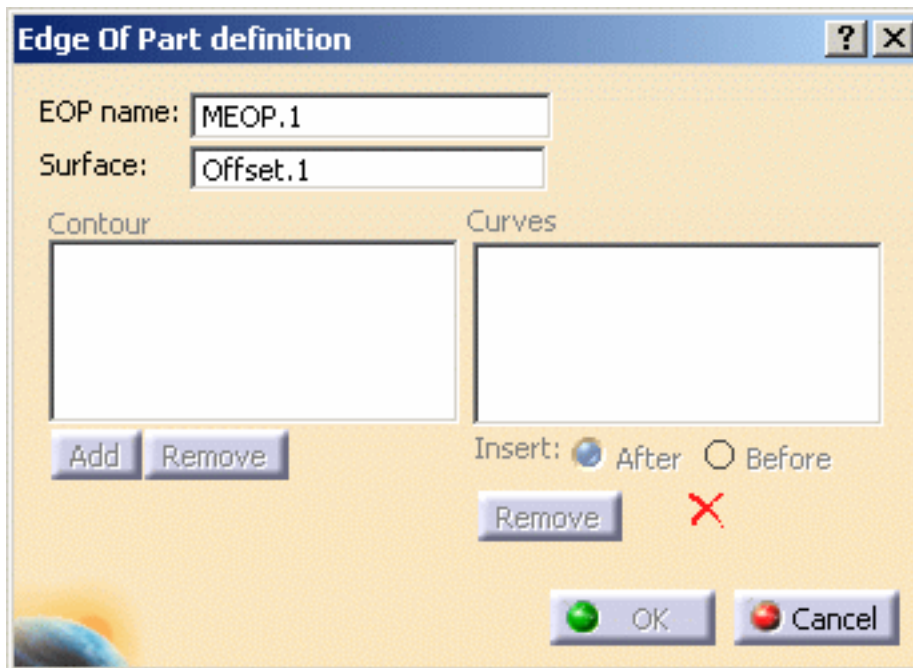 Edge Of Part definition ? X
EOP name: MEOP.1
Surface: Offset.1
Contour Curves
Add Remove Insert: After Before
Remove
OK Cancel